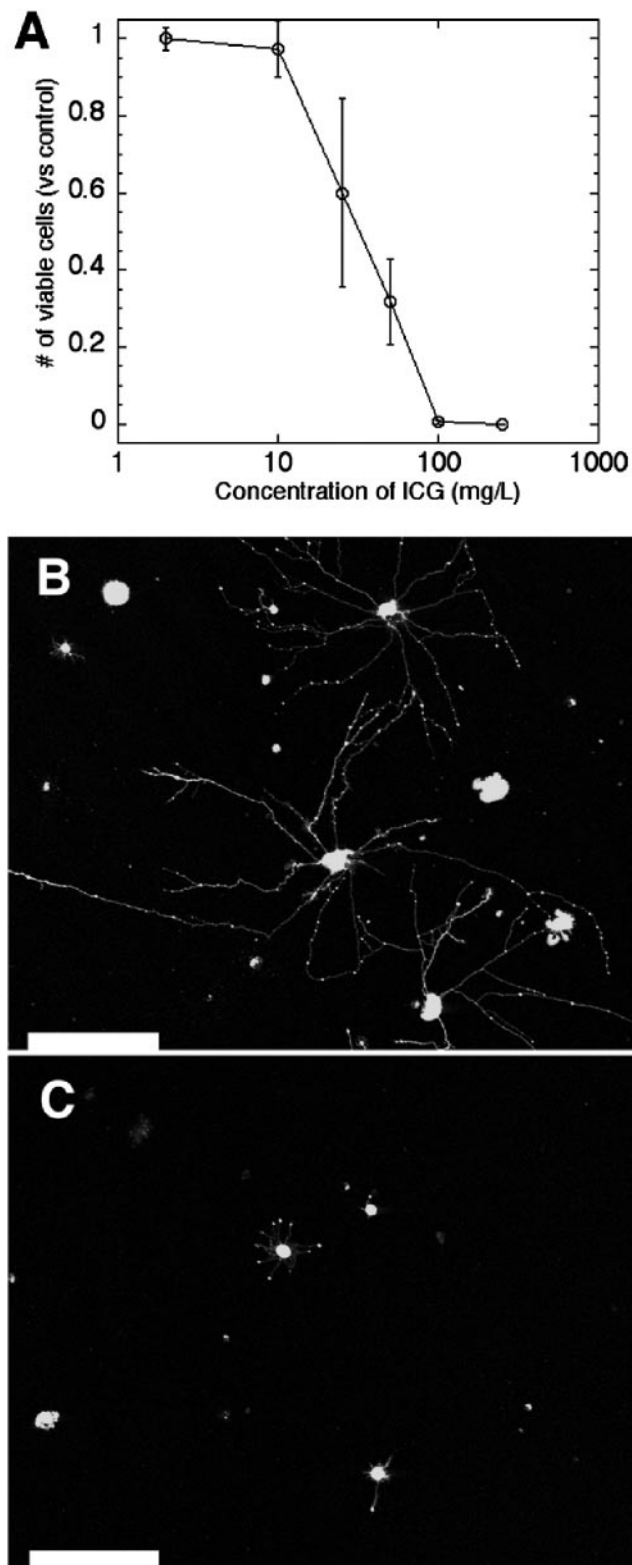 A
1
0.8
0.6
0.4
0.2
0
# of viable cells (vs control)
1 10 100 1000
Concentration of ICG (mg/L)
B
C